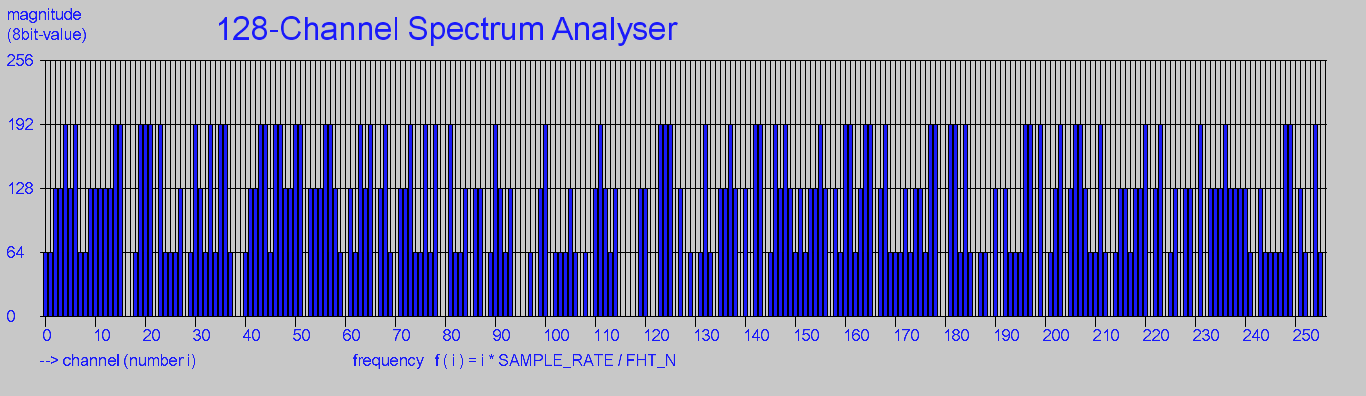 magnitude
(8bit-value)
128-Channel Spectrum Analyser
256
192
128
64
0
0 10 20 30 40 50 60 70 80 90 100 110 120 130 140 150 160 170 180 190 200 210 220 230 240 250
--> channel (number i)
frequency f ( i ) = i * SAMPLE_RATE / FHT_N